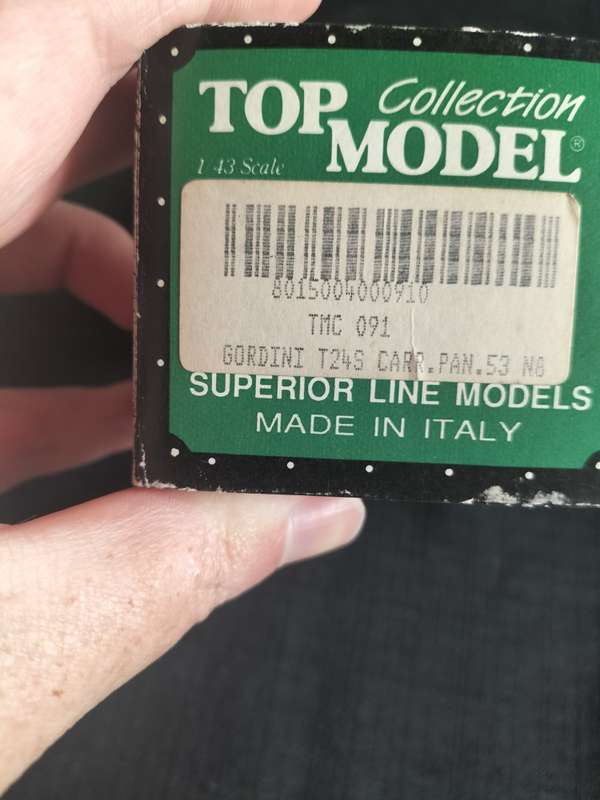 TOP Collection
MODEL®
1 43 Scale
8015004000910
TMC 091
GORDINI T24S CARR.PAN.53 N8
SUPERIOR LINE MODELS
MADE IN ITALY